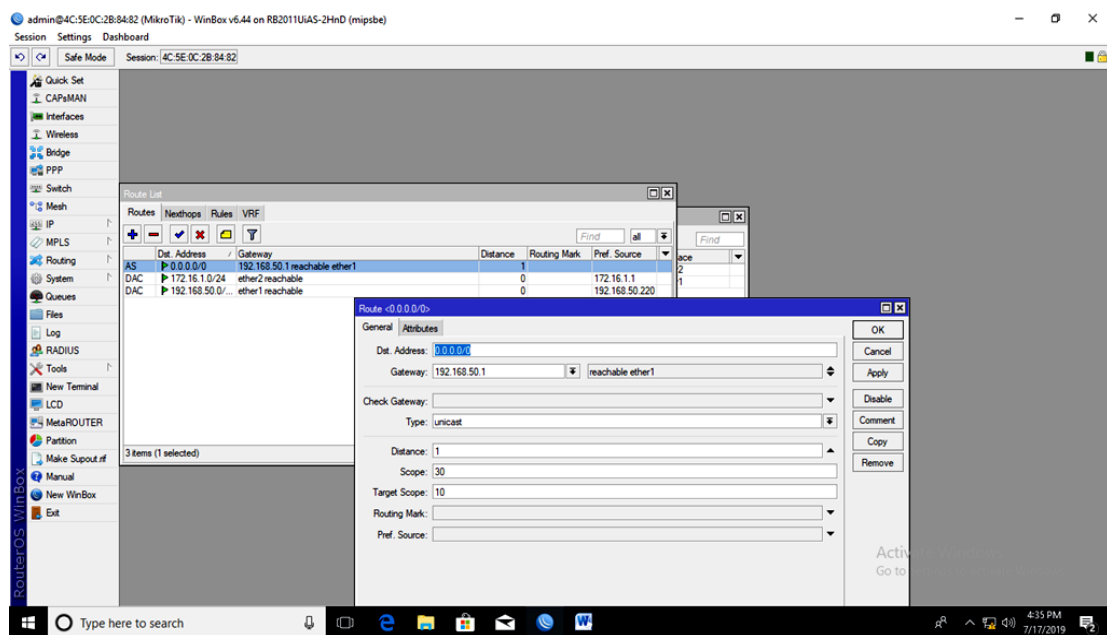 admin@4C:5E:0C:2B:84:82 (MikroTik) - WinBox v6.44 on RB2011UiAS-2HnD (mipsbe)
Session Settings Dashboard
Safe Mode Session: 4C:5E:0C:2B:84:82
Quick Set
CAPsMAN
Interfaces
Wireless
Bridge
PPP
Switch
Mesh
IP
MPLS
Routing
System
Queues
Files
Log
RADIUS
Tools
New Terminal
LCD
MetaROUTER
Partition
Make Supout.rif
Manual
New WinBox
Exit
RouterOS WinBox
Route List
Routes Nexthops Rules VRF
Find all
Dst. Address / Gateway Distance Routing Mark Pref. Source
AS 0.0.0.0/0 192.168.50.1 reachable ether1 1
DAC 172.16.1.0/24 ether2 reachable 0 172.16.1.1
DAC 192.168.50.0/... ether1 reachable 0 192.168.50.220
3 items (1 selected)
Find
ace
2
1
Route <0.0.0.0/0>
General Attributes
Dst. Address: 0.0.0.0/0
Gateway: 192.168.50.1 reachable ether1
Check Gateway:
Type: unicast
Distance: 1
Scope: 30
Target Scope: 10
Routing Mark:
Pref. Source:
OK
Cancel
Apply
Disable
Comment
Copy
Remove
Activate Windows
Go to
Type here to search
4:35 PM
7/17/2019
2